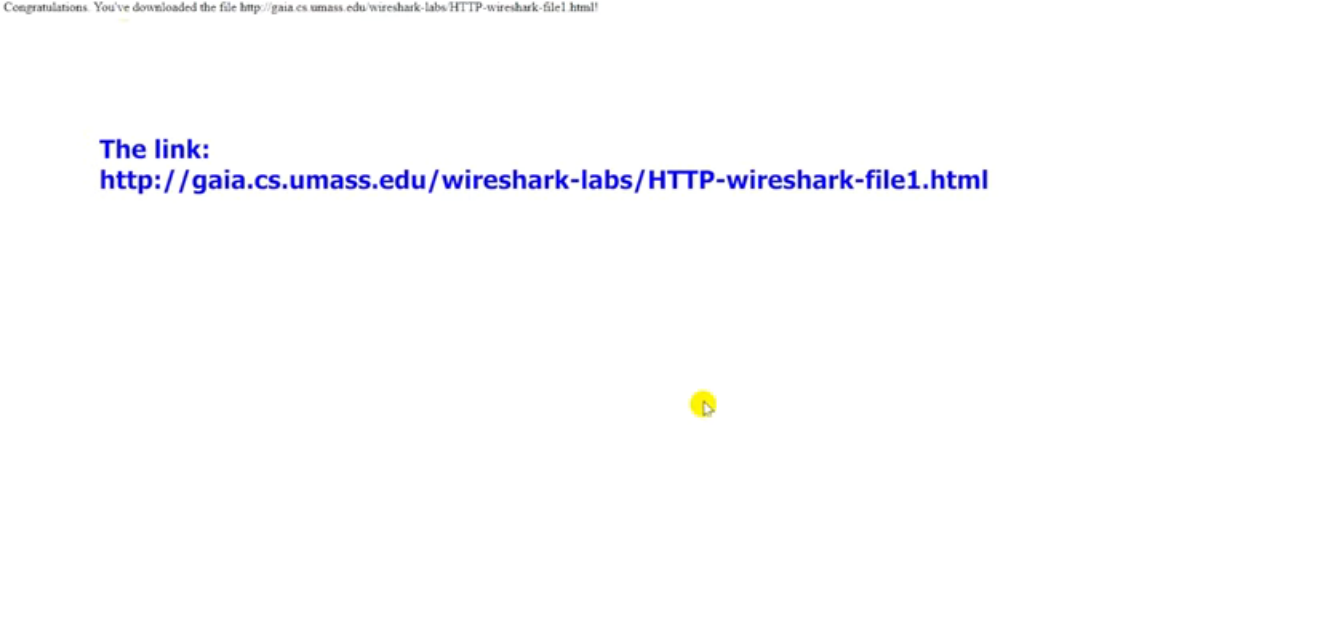 Congratulations. You've downloaded the file http://gaia.cs.umass.edu/wireshark-labs/HTTP-wireshark-file1.html!
The link:
http://gaia.cs.umass.edu/wireshark-labs/HTTP-wireshark-file1.html